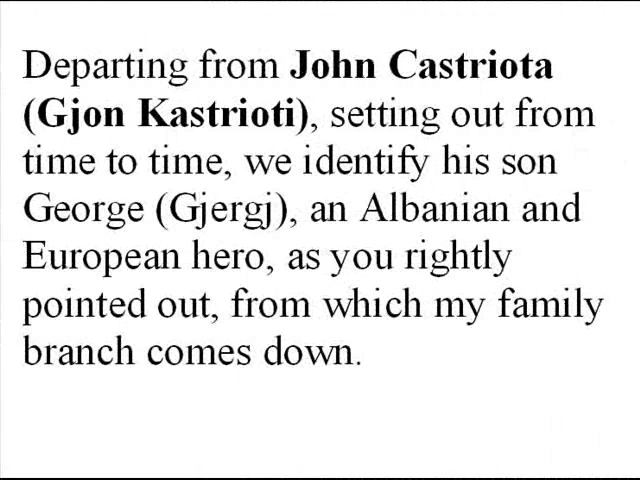 Departing from John Castriota
(Gjon Kastrioti), setting out from
time to time, we identify his son
George (Gjergj), an Albanian and
European hero, as you rightly
pointed out, from which my family
branch comes down.